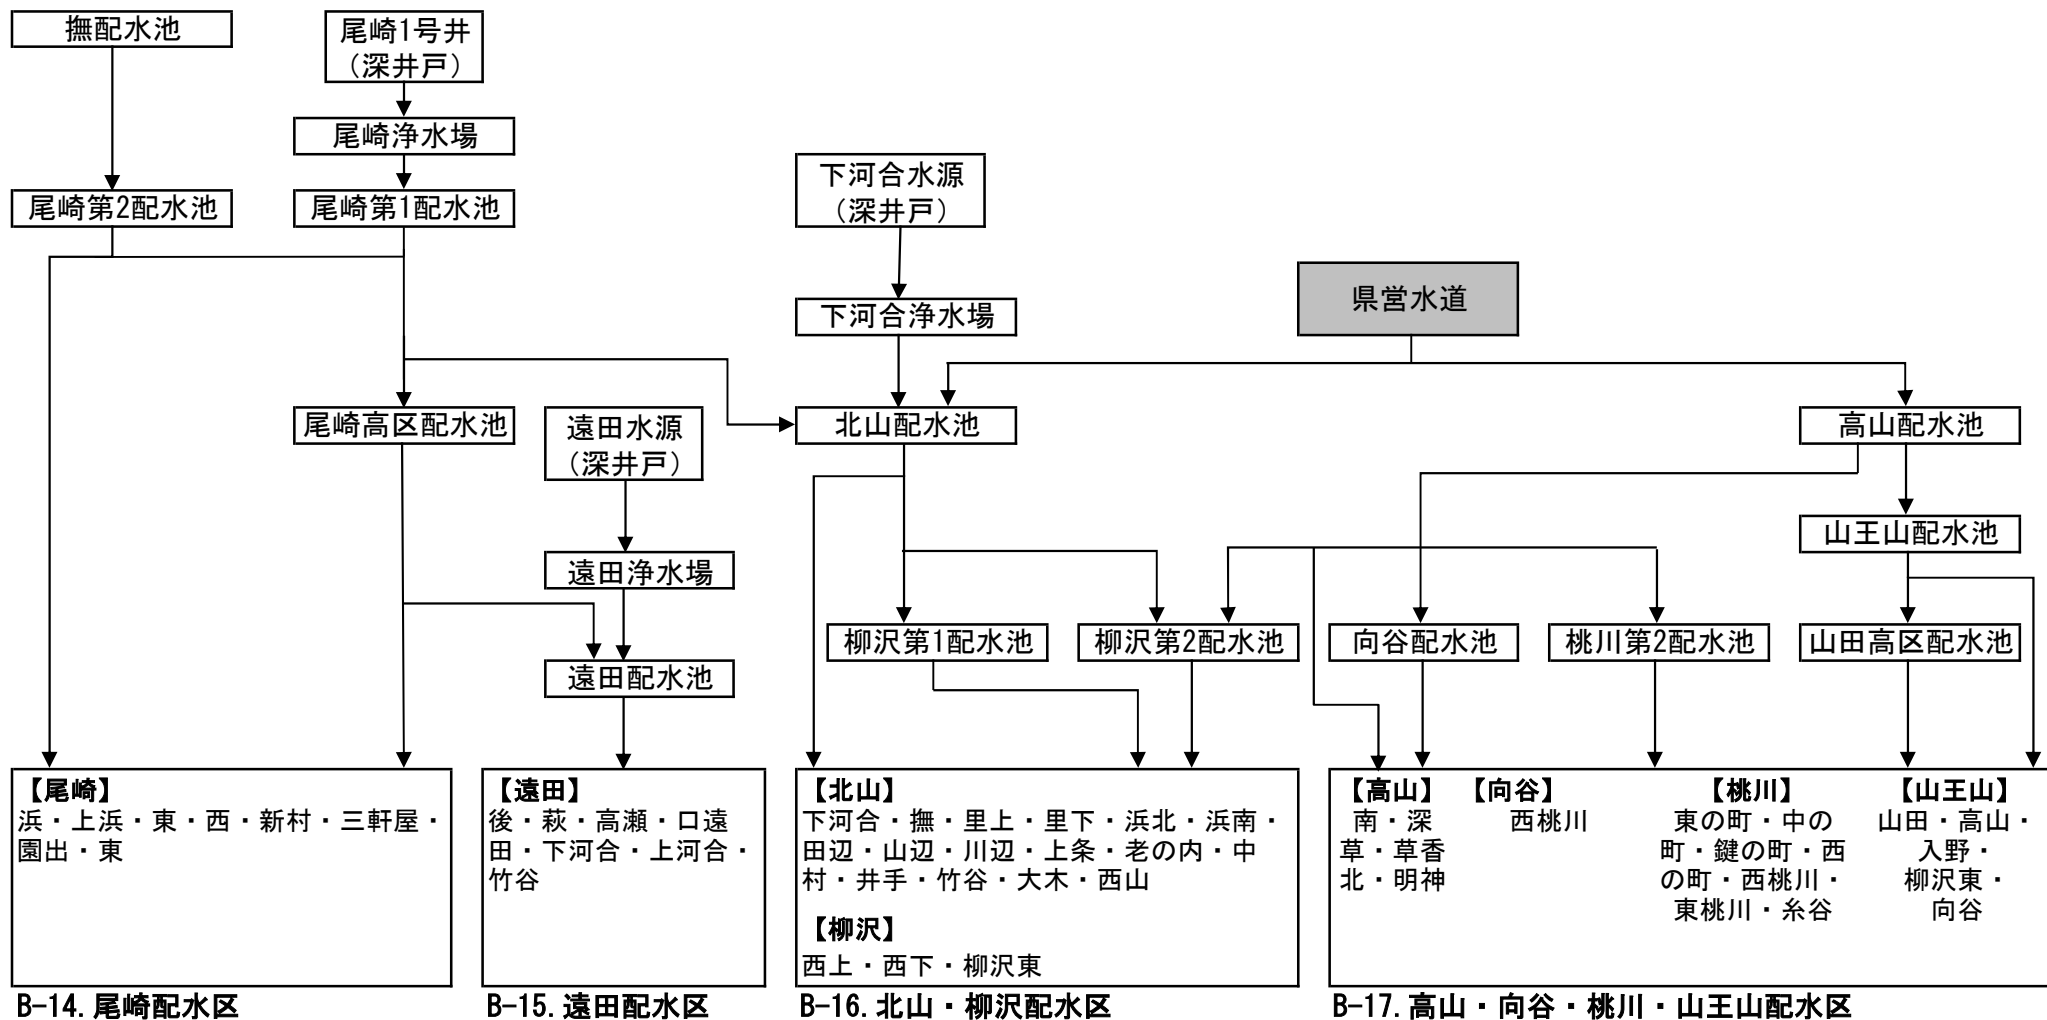 撫配水池
尾崎1号井
（深井戸）
尾崎浄水場
尾崎第2配水池
尾崎第1配水池
下河合水源
（深井戸）
下河合浄水場
県営水道
尾崎高区配水池
遠田水源
（深井戸）
北山配水池
高山配水池
山王山配水池
遠田浄水場
柳沢第1配水池
柳沢第2配水池
向谷配水池
桃川第2配水池
山田高区配水池
遠田配水池
【尾崎】
浜・上浜・東・西・新村・三軒屋・
園出・東
B-14.尾崎配水区
【遠田】
後・萩・高瀬・口遠
田・下河合・上河合・
竹谷
B-15.遠田配水区
【北山】
下河合・撫・里上・里下・浜北・浜南・
田辺・山辺・川辺・上条・老の内・中
村・井手・竹谷・大木・西山
【柳沢】
西上・西下・柳沢東
B-16.北山・柳沢配水区
【高山】
南・深
草・草香
北・明神
【向谷】
西桃川
【桃川】
東の町・中の
町・鍵の町・西
の町・西桃川・
東桃川・糸谷
【山王山】
山田・高山・
入野・
柳沢東・
向谷
B-17.高山・向谷・桃川・山王山配水区